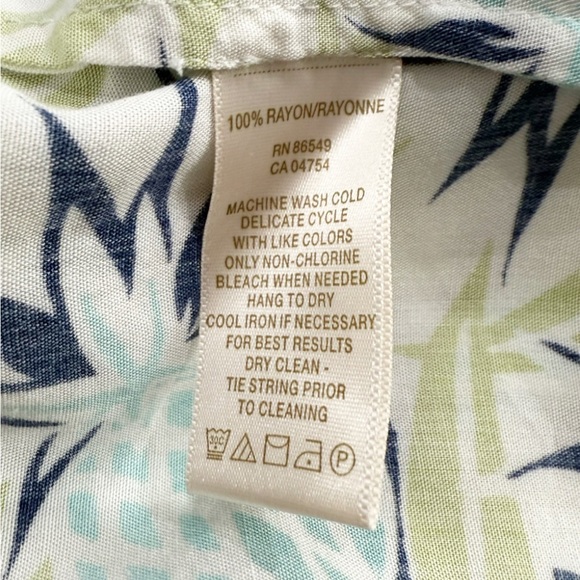 100% RAYON/RAYONNE
RN 86549
CA 04754
MACHINE WASH COLD
DELICATE CYCLE
WITH LIKE COLORS
ONLY NON-CHLORINE
BLEACH WHEN NEEDED
HANG TO DRY
COOL IRON IF NECESSARY
FOR BEST RESULTS
DRY CLEAN -
TIE STRING PRIOR
TO CLEANING
30C P